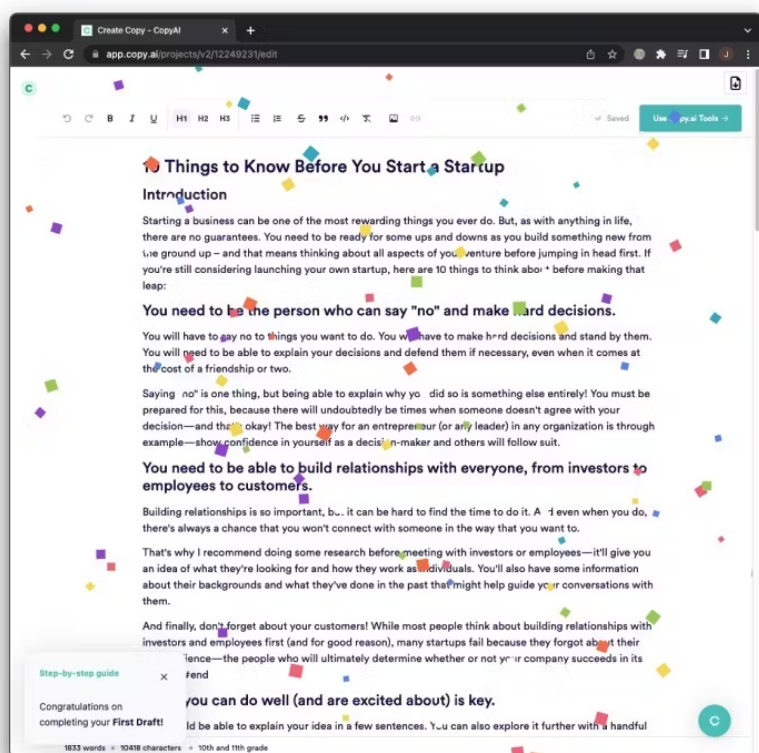 Create Copy - CopyAI
app.copy.ai/projects/v2/12249231/edit
J
C
B I U H1 H2 H3
Saved
Use Tools →
Things to Know Before You Start a Startup
Introduction
Starting a business can be one of the most rewarding things you ever do. But, as with anything in life,
there are no guarantees. You need to be ready for some ups and downs as you build something new from
the ground up – and that means thinking about all aspects of your venture before jumping in head first. If
you're still considering launching your own startup, here are 10 things to think about before making that
leap:
You need to be the person who can say "no" and make hard decisions.
You will have to say no to things you want to do. You will have to make hard decisions and stand by them.
You will need to be able to explain your decisions and defend them if necessary, even when it comes at
the cost of a friendship or two.
Saying "no" is one thing, but being able to explain why you did so is something else entirely! You must be
prepared for this, because there will undoubtedly be times when someone doesn't agree with your
decision—and that's okay! The best way for an entrepreneur (or any leader) in any organization is through
example—show confidence in yourself as a decision-maker and others will follow suit.
You need to be able to build relationships with everyone, from investors to
employees to customers.
Building relationships is so important, but it can be hard to find the time to do it. And even when you do,
there's always a chance that you won't connect with someone in the way that you want to.
That's why I recommend doing some research before meeting with investors or employees—it'll give you
an idea of what they're looking for and how they work as individuals. You'll also have some information
about their backgrounds and what they've done in the past that might help guide your conversations with
them.
And finally, don't forget about your customers! While most people think about building relationships with
investors and employees first (and for good reason), many startups fail because they forgot about their
ience—the people who will ultimately determine whether or not your company succeeds in its
end
you can do well (and are excited about) is key.
ld be able to explain your idea in a few sentences. You can also explore it further with a handful
Step-by-step guide
Congratulations on
completing your First Draft!
C
1833 words • 10418 characters • 10th and 11th grade